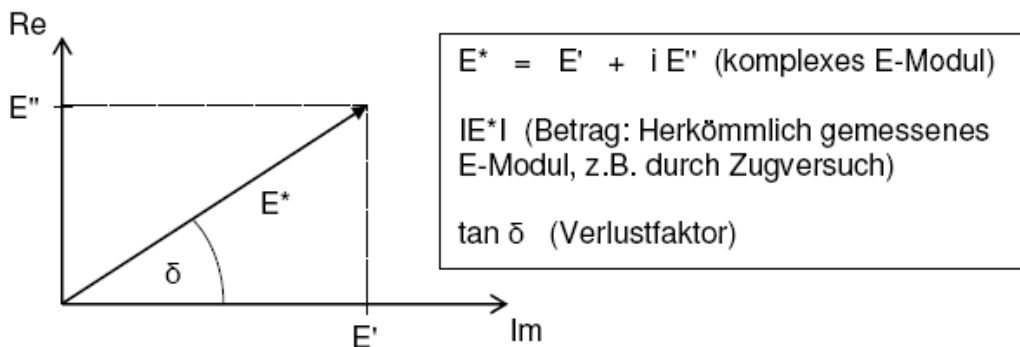 Re
E"
E*
δ
E'
Im
E* = E' + i E" (komplexes E-Modul)
IE*I (Betrag: Herkömmlich gemessenes
E-Modul, z.B. durch Zugversuch)
tan δ (Verlustfaktor)